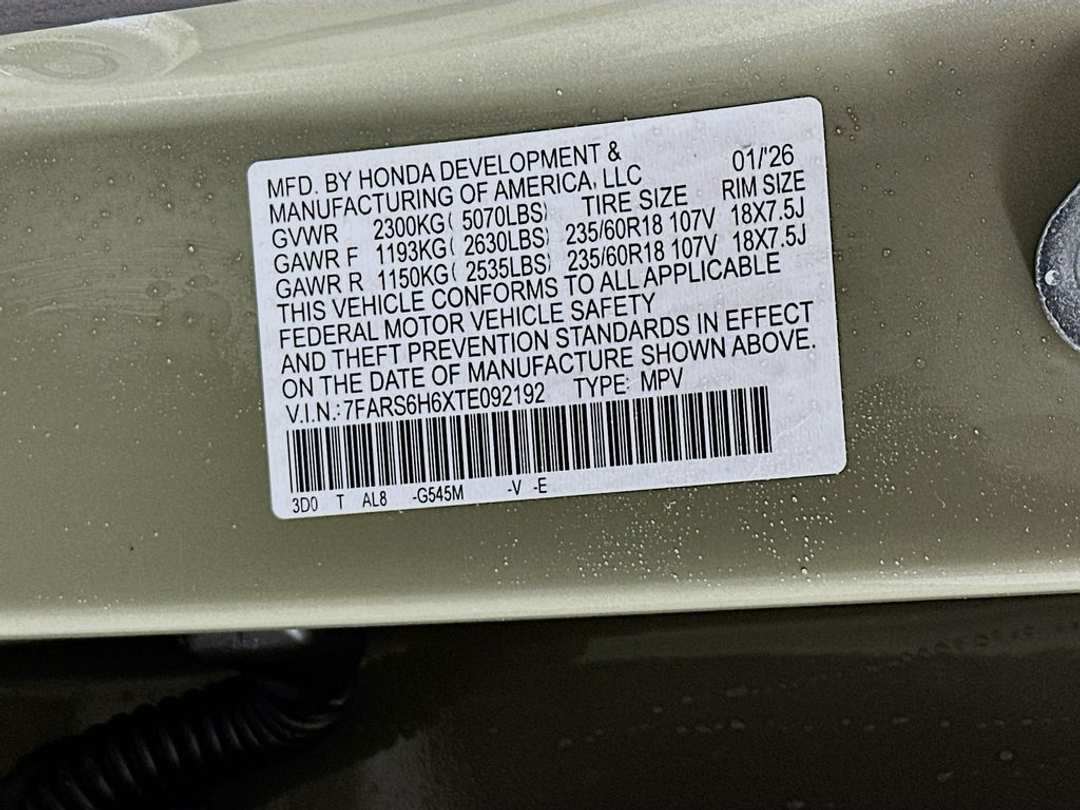 MFD. BY HONDA DEVELOPMENT & 01/'26
MANUFACTURING OF AMERICA, LLC
GVWR 2300KG( 5070LBS) TIRE SIZE RIM SIZE
GAWR F 1193KG( 2630LBS) 235/60R18 107V 18X7.5J
GAWR R 1150KG( 2535LBS) 235/60R18 107V 18X7.5J
THIS VEHICLE CONFORMS TO ALL APPLICABLE
FEDERAL MOTOR VEHICLE SAFETY
AND THEFT PREVENTION STANDARDS IN EFFECT
ON THE DATE OF MANUFACTURE SHOWN ABOVE.
V.I.N.:7FARS6H6XTE092192 TYPE: MPV
3D0 T AL8 -G545M -V -E